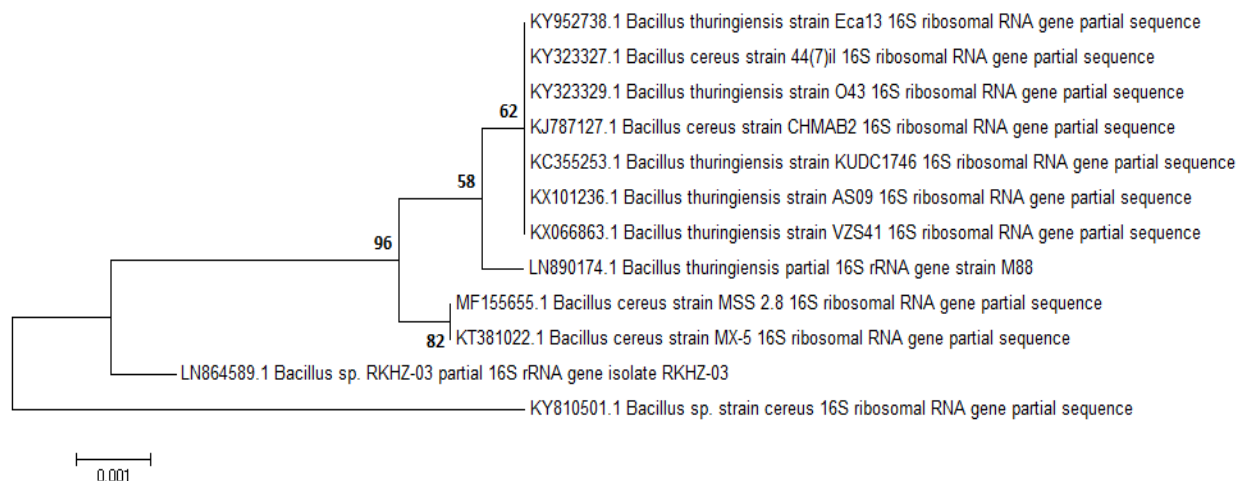 KY952738.1 Bacillus thuringiensis strain Eca13 16S ribosomal RNA gene partial sequence
KY323327.1 Bacillus cereus strain 44(7)il 16S ribosomal RNA gene partial sequence
KY323329.1 Bacillus thuringiensis strain O43 16S ribosomal RNA gene partial sequence
62
KJ787127.1 Bacillus cereus strain CHMAB2 16S ribosomal RNA gene partial sequence
KC355253.1 Bacillus thuringiensis strain KUDC1746 16S ribosomal RNA gene partial sequence
58
KX101236.1 Bacillus thuringiensis strain AS09 16S ribosomal RNA gene partial sequence
KX066863.1 Bacillus thuringiensis strain VZS41 16S ribosomal RNA gene partial sequence
96
LN890174.1 Bacillus thuringiensis partial 16S rRNA gene strain M88
MF155655.1 Bacillus cereus strain MSS 2.8 16S ribosomal RNA gene partial sequence
82 KT381022.1 Bacillus cereus strain MX-5 16S ribosomal RNA gene partial sequence
LN864589.1 Bacillus sp. RKHZ-03 partial 16S rRNA gene isolate RKHZ-03
KY810501.1 Bacillus sp. strain cereus 16S ribosomal RNA gene partial sequence
0.001